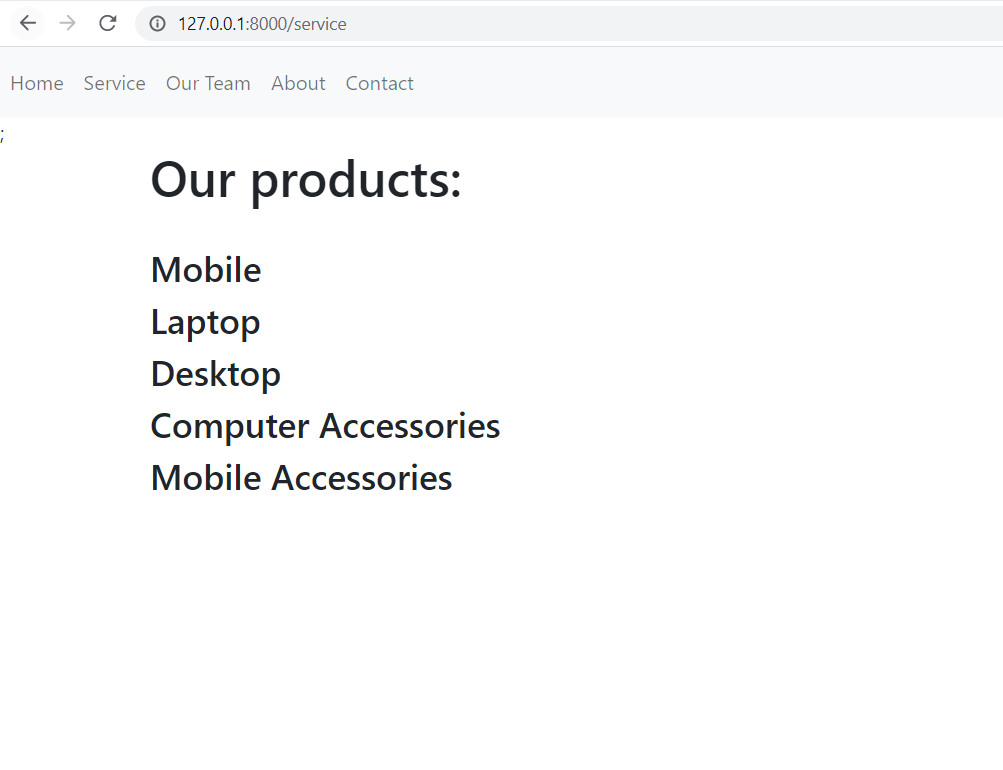 127.0.0.1:8000/service
Home Service Our Team About Contact
;
Our products:
Mobile
Laptop
Desktop
Computer Accessories
Mobile Accessories